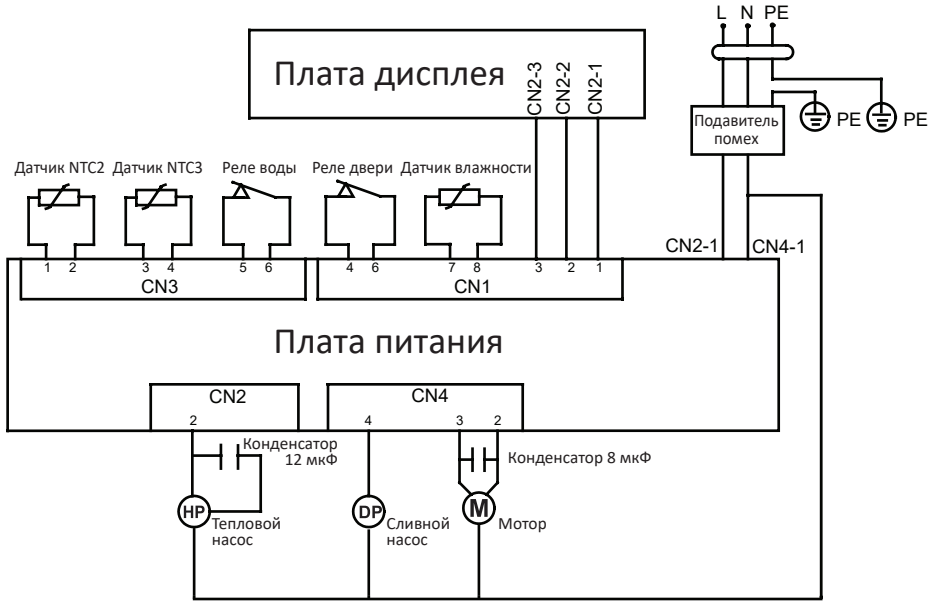 L N PE
Плата дисплея
CN2-3
CN2-2
CN2-1
Подавитель
помех
PE
PE
Датчик NTC2
Датчик NTC3
Реле воды
Реле двери
Датчик влажности
CN2-1
CN4-1
1 2 3 4 5 6
4 6 7 8 3 2 1
CN3
CN1
Плата питания
CN2
CN4
2
4
3
2
Конденсатор
12 мкФ
Конденсатор 8 мкФ
HP
Тепловой
насос
DP
Сливной
насос
M
Мотор